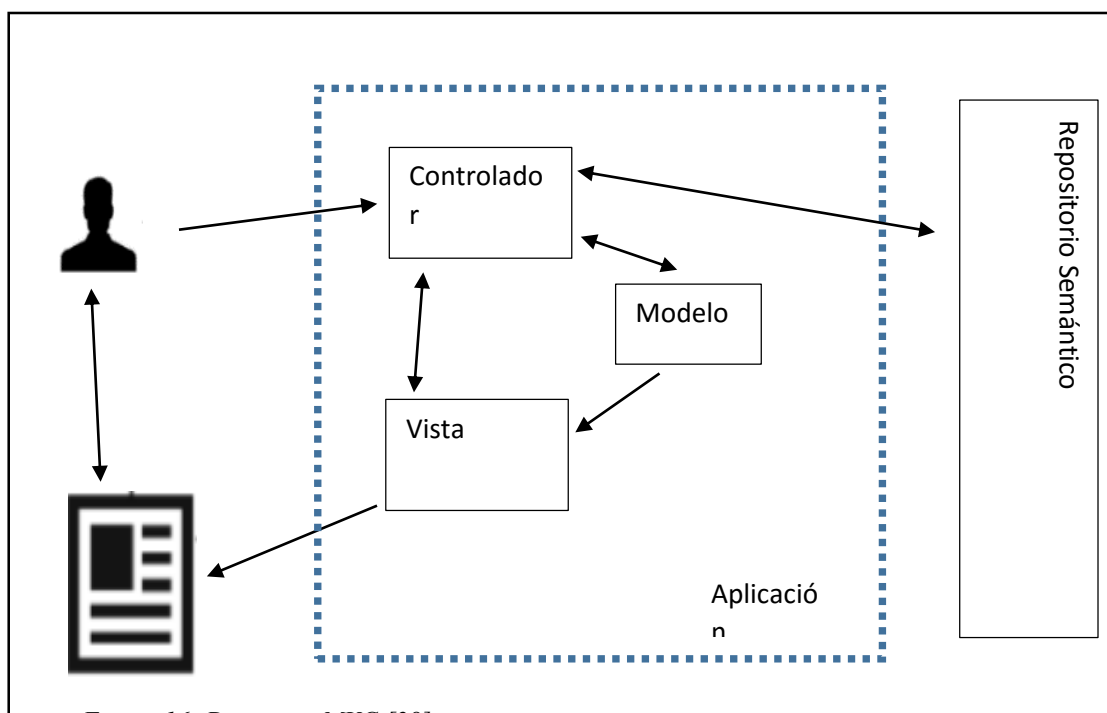 Controlado
r
Modelo
Vista
Aplicació
n
Repositorio Semántico